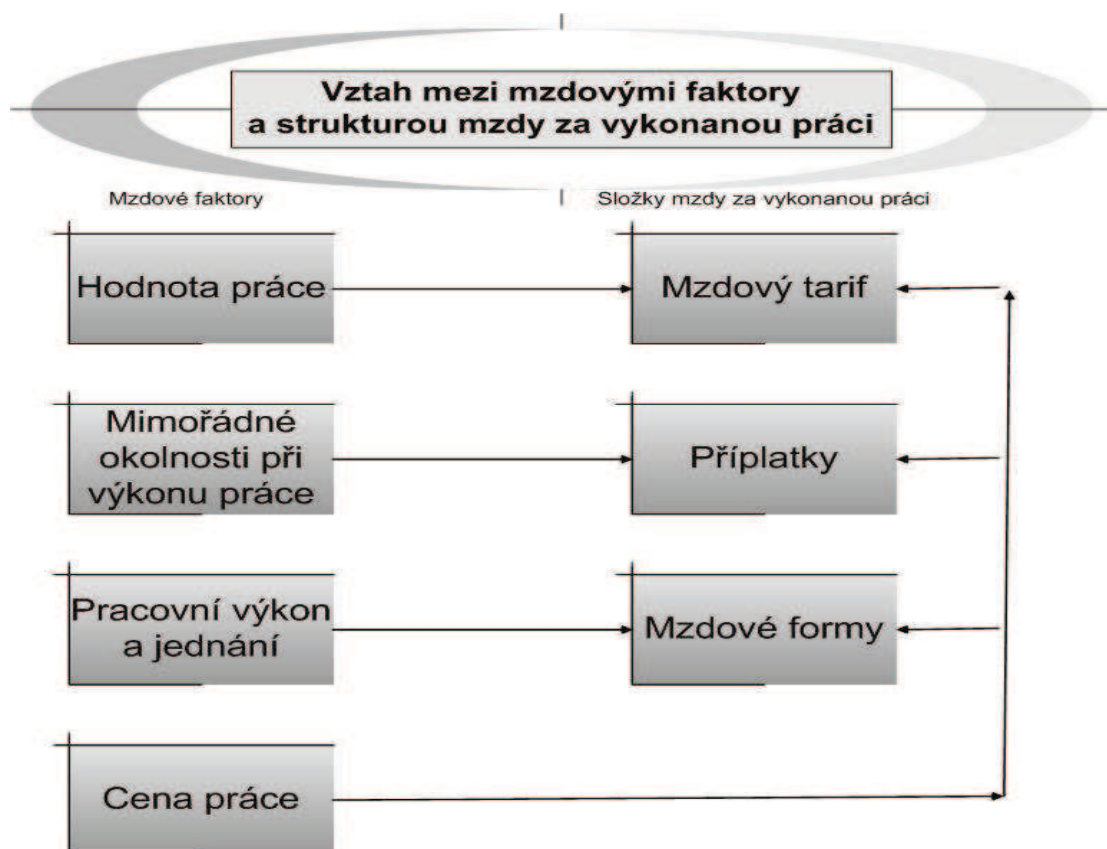 Vztah mezi mzdovými faktory
a strukturou mzdy za vykonanou práci
Mzdové faktory
Složky mzdy za vykonanou práci
Hodnota práce
Mzdový tarif
Mimořádné
okolnosti při
výkonu práce
Příplatky
Pracovní výkon
a jednání
Mzdové formy
Cena práce